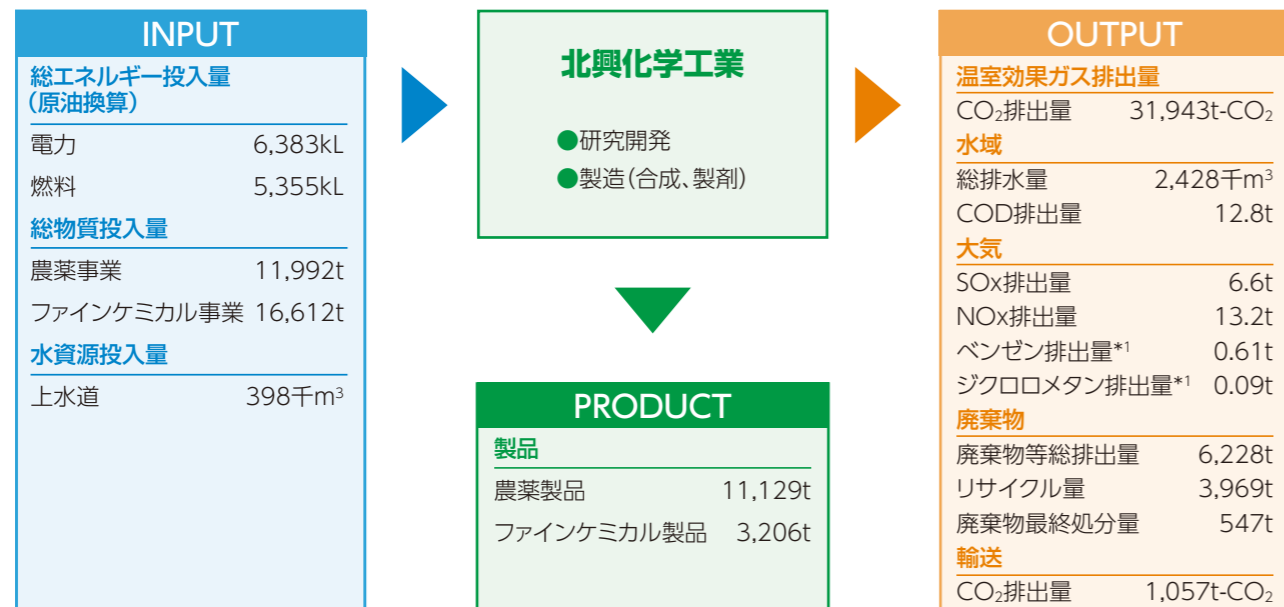 INPUT
総エネルギー投入量
（原油換算）
電力 6,383kL
燃料 5,355kL
総物質投入量
農薬事業 11,992t
ファインケミカル事業 16,612t
水資源投入量
上水道 398千m³
北興化学工業
●研究開発
●製造（合成、製剤）
PRODUCT
製品
農薬製品 11,129t
ファインケミカル製品 3,206t
OUTPUT
温室効果ガス排出量
CO₂排出量 31,943t-CO₂
水域
総排水量 2,428千m³
COD排出量 12.8t
大気
SOx排出量 6.6t
NOx排出量 13.2t
ベンゼン排出量*¹ 0.61t
ジクロロメタン排出量*¹ 0.09t
廃棄物
廃棄物等総排出量 6,228t
リサイクル量 3,969t
廃棄物最終処分量 547t
輸送
CO₂排出量 1,057t-CO₂